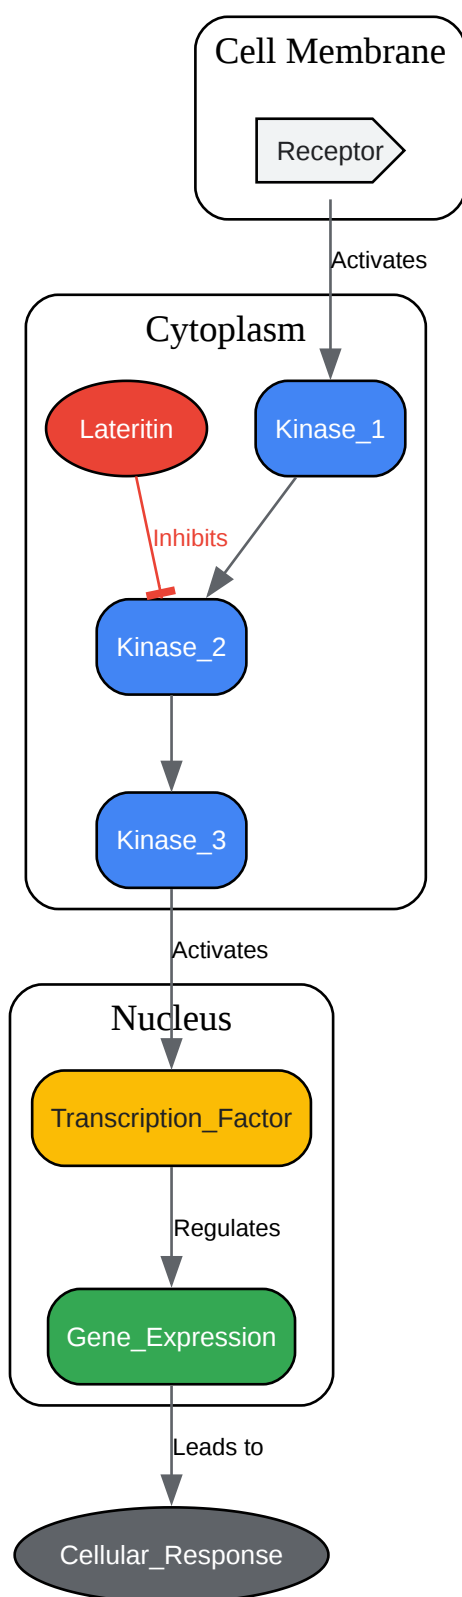 Cell Membrane
Receptor
Activates
Cytoplasm
Lateritin
Kinase_1
Inhibits
Kinase_2
Kinase_3
Activates
Nucleus
Transcription_Factor
Regulates
Gene_Expression
Leads to
Cellular_Response